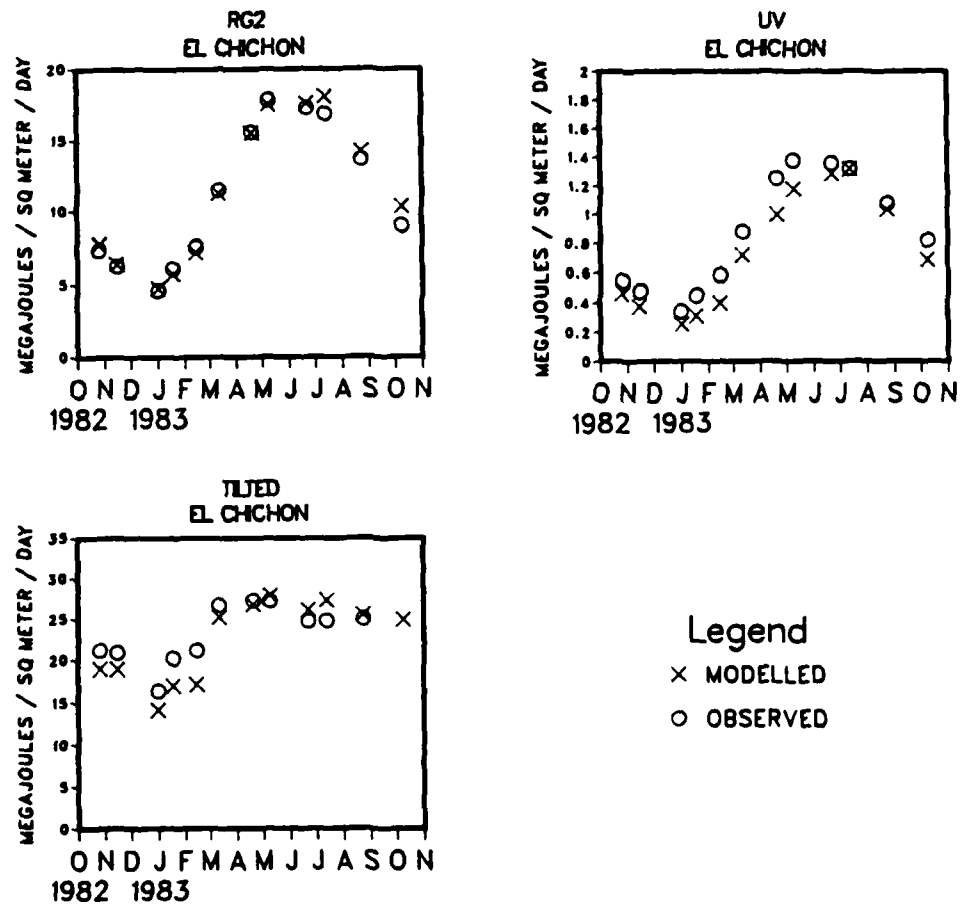 RG2
EL CHICHON
MEGAJOULES / SQ METER / DAY
20
15
10
5
0
O N D J F M A M J J A S O N
1982 1983
UV
EL CHICHON
MEGAJOULES / SQ METER / DAY
2
1.8
1.6
1.4
1.2
1
0.8
0.6
0.4
0.2
0
O N D J F M A M J J A S O N
1982 1983
TILTED
EL CHICHON
MEGAJOULES / SQ METER / DAY
35
30
25
20
15
10
5
0
O N D J F M A M J J A S O N
1982 1983
Legend
× MODELLED
○ OBSERVED